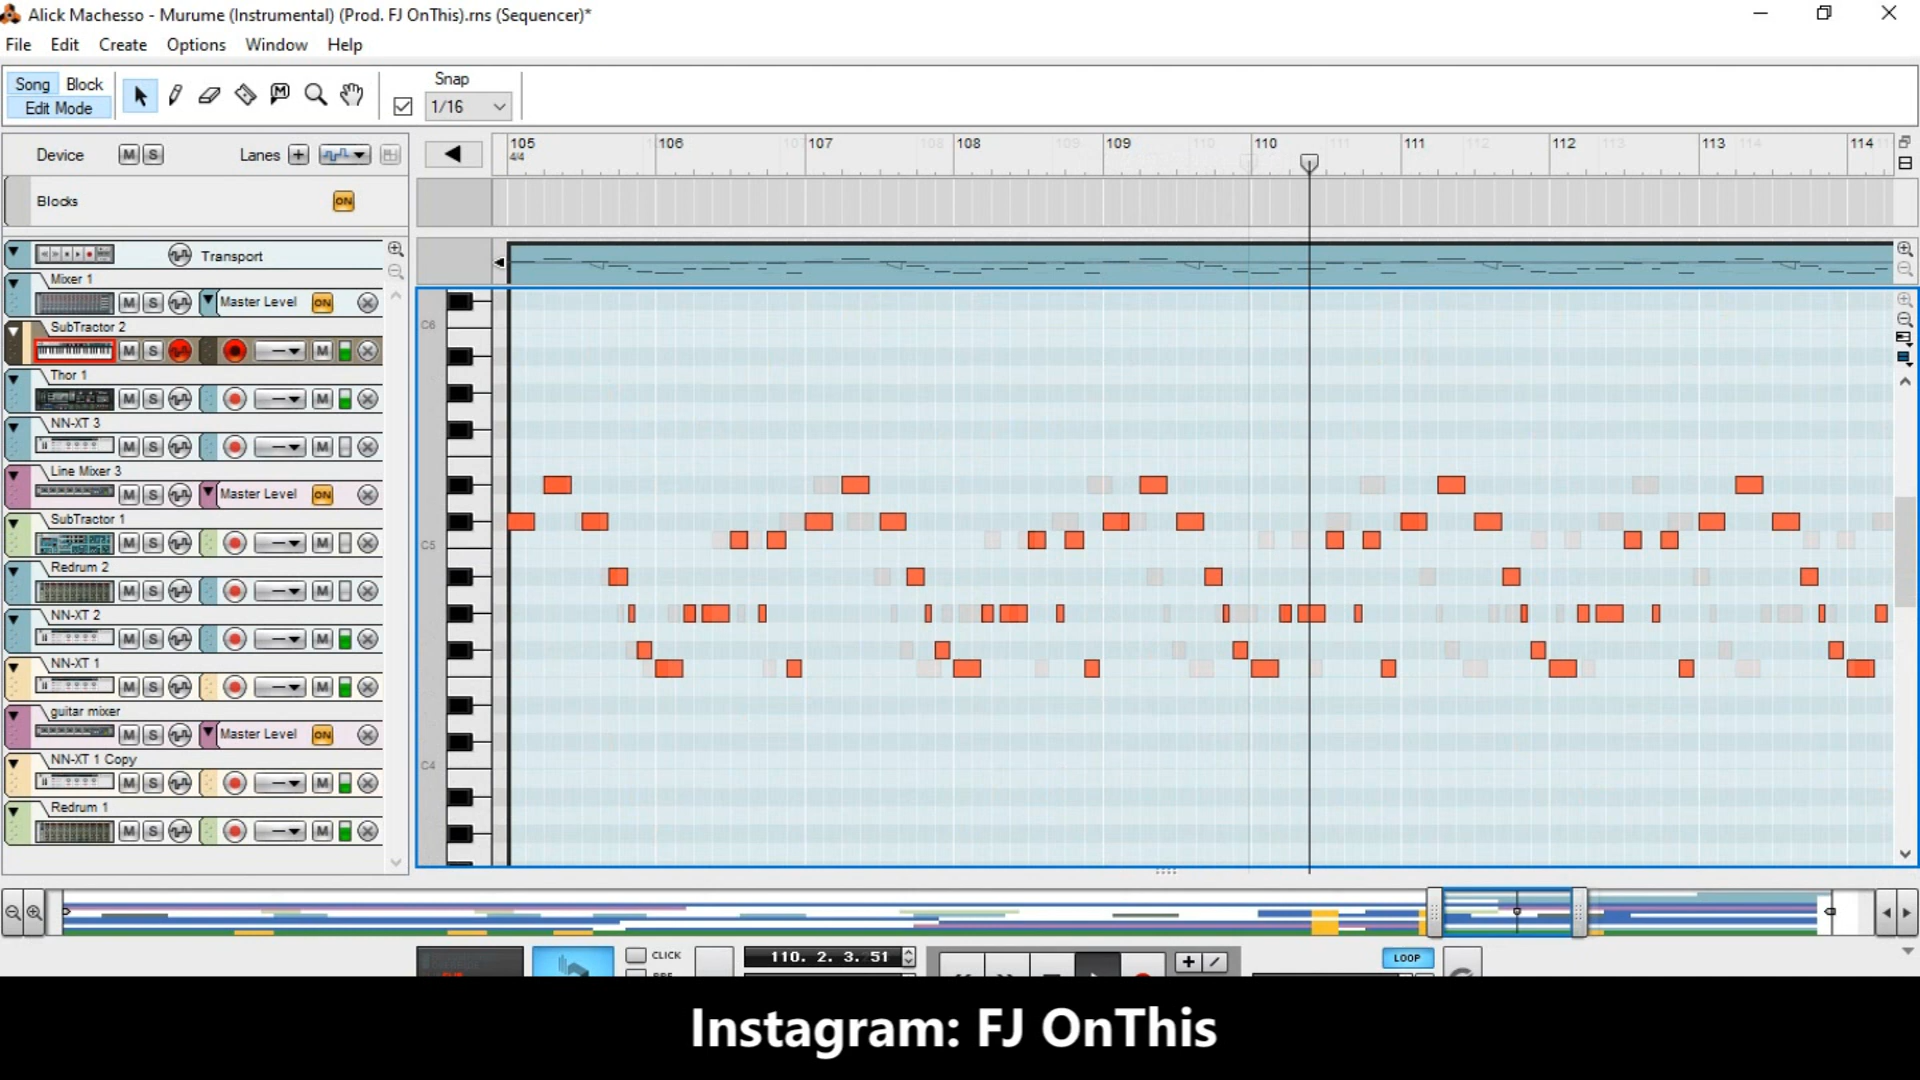 Alick Machesso - Murume (Instrumental) (Prod. FJ OnThis).rns (Sequencer)*
File Edit Create Options Window Help
Song Block
Edit Mode
Snap
1/16
Device M S Lanes +
105 106 107 108 109 110 111 112 113 114
4/4
Blocks ON
Transport
Mixer 1
M S Master Level ON
SubTractor 2
M S M
Thor 1
M S M
NN-XT 3
M S M
Line Mixer 3
M S Master Level ON
SubTractor 1
M S M
Redrum 2
M S M
NN-XT 2
M S M
NN-XT 1
M S M
guitar mixer
M S Master Level ON
NN-XT 1 Copy
M S M
Redrum 1
M S M
C6
C5
C4
CLICK
110. 2. 3. 51
LOOP
Instagram: FJ OnThis